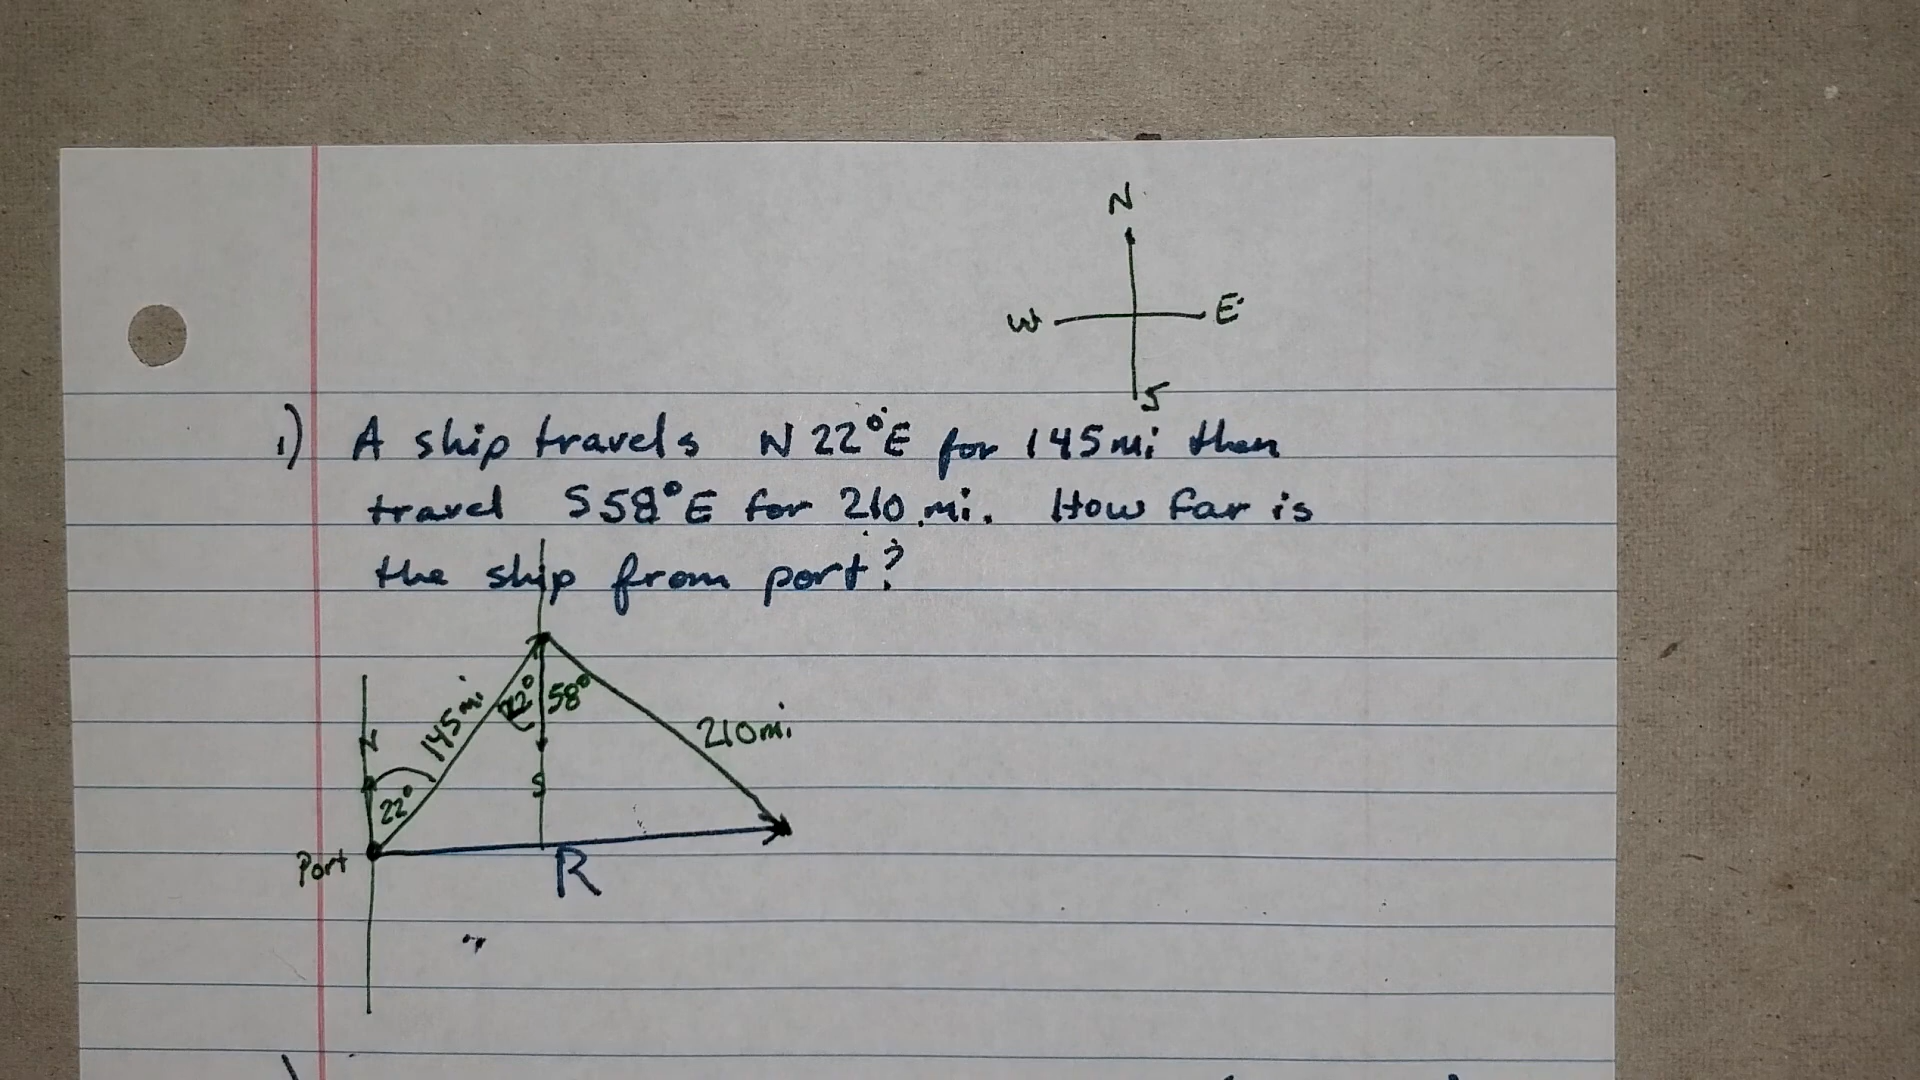 N
W E
S
1) A ship travels N 22° E for 145 mi then
travel S 58° E for 210 mi. How far is
the ship from port?
145 mi
22° 58°
210 mi
N
S
22°
Port
R